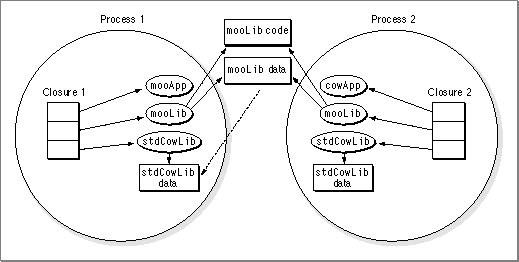 Process 1
Process 2
mooLib code
mooLib data
Closure 1
mooApp
mooLib
stdCowLib
stdCowLib
data
cowApp
mooLib
stdCowLib
stdCowLib
data
Closure 2